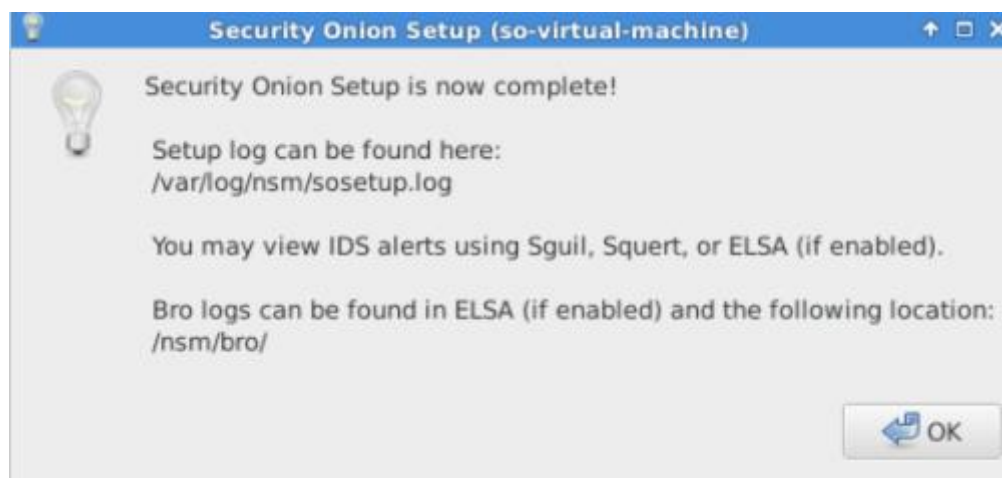 Security Onion Setup (so-virtual-machine)
Security Onion Setup is now complete!
Setup log can be found here:
/var/log/nsm/sosetup.log
You may view IDS alerts using Sguil, Squert, or ELSA (if enabled).
Bro logs can be found in ELSA (if enabled) and the following location:
/nsm/bro/
OK